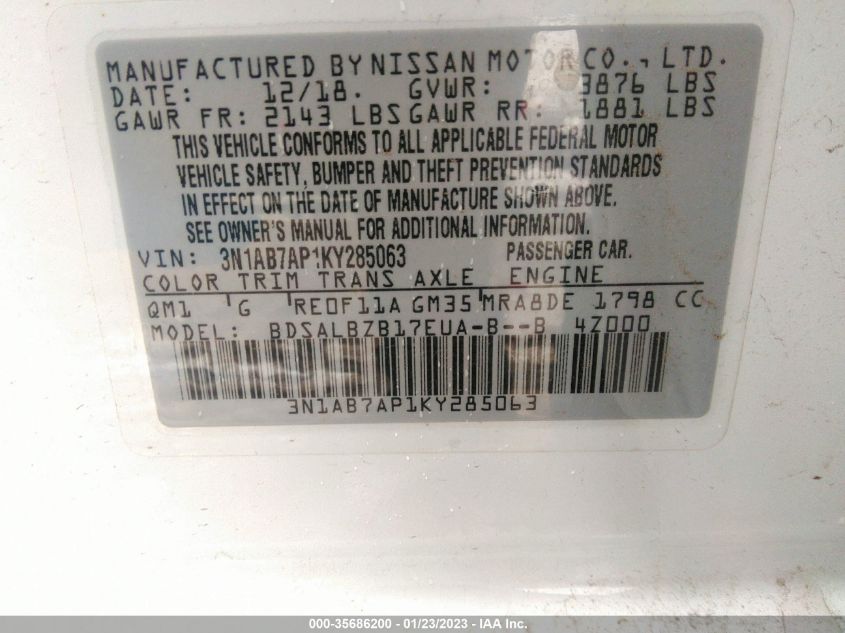 MANUFACTURED BY NISSAN MOTOR CO., LTD.
DATE: 12/18. GVWR: 3876 LBS
GAWR FR: 2143 LBS GAWR RR: 1881 LBS
THIS VEHICLE CONFORMS TO ALL APPLICABLE FEDERAL MOTOR
VEHICLE SAFETY, BUMPER AND THEFT PREVENTION STANDARDS
IN EFFECT ON THE DATE OF MANUFACTURE SHOWN ABOVE.
SEE OWNER'S MANUAL FOR ADDITIONAL INFORMATION.
VIN: 3N1AB7AP1KY285063 PASSENGER CAR.
COLOR TRIM TRANS AXLE ENGINE
QM1 G RE0F11A GM35 MRA8DE 1798 CC
MODEL: BDSALBZB17EUA-B--B 4Z000
3N1AB7AP1KY285063
000-35686200 - 01/23/2023 - IAA Inc.